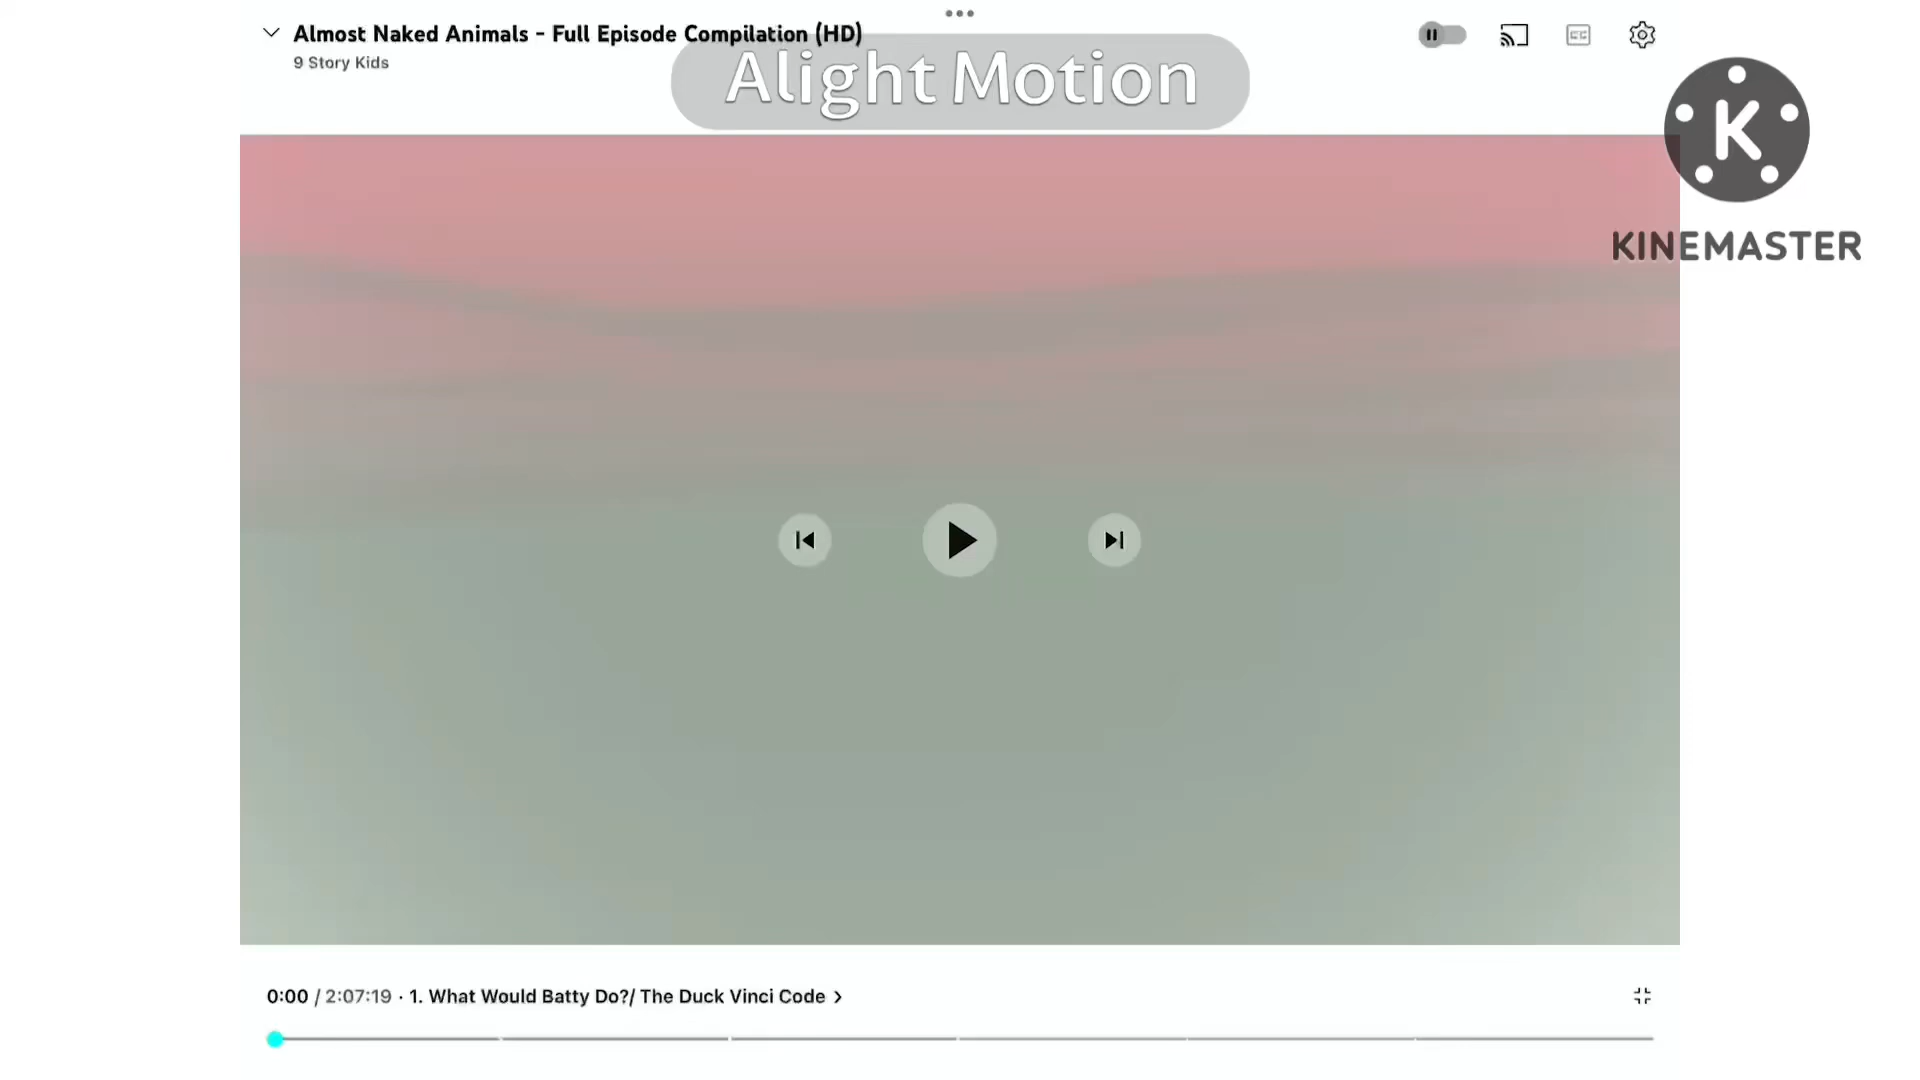 Almost Naked Animals - Full Episode Compilation (HD)
9 Story Kids
Alight Motion
CC
K
KINEMASTER
0:00 / 2:07:19 · 1. What Would Batty Do?/ The Duck Vinci Code >